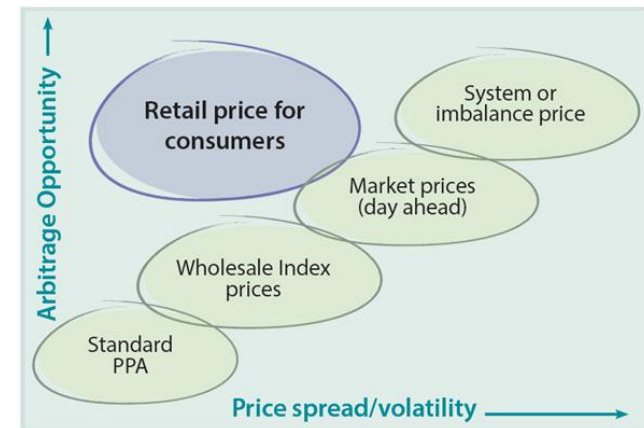 Arbitrage Opportunity
Retail price for
consumers
System or
imbalance price
Market prices
(day ahead)
Wholesale Index
prices
Standard
PPA
Price spread/volatility